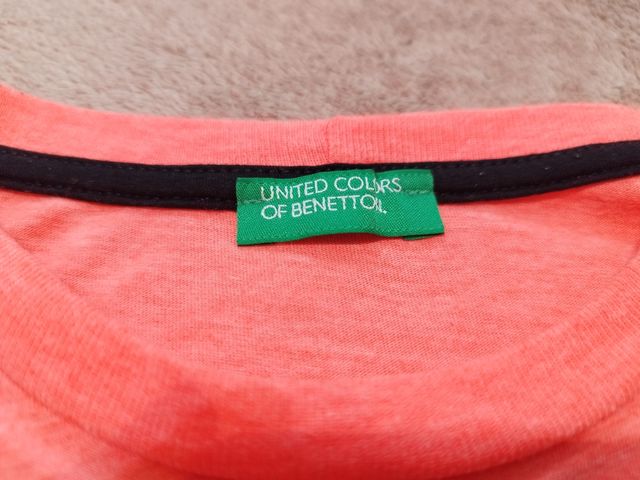 UNITED COLORS
OF BENETTON.